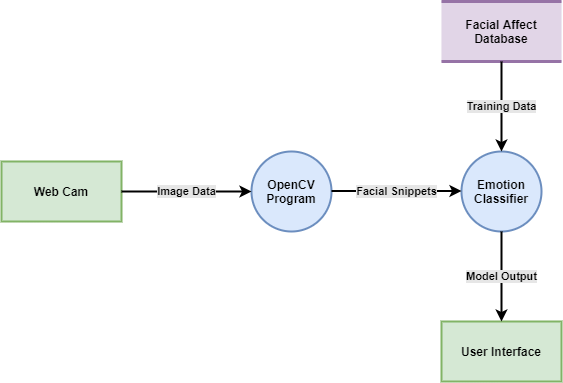 Facial Affect
Database
Training Data
Web Cam
Image Data
OpenCV
Program
Facial Snippets
Emotion
Classifier
Model Output
User Interface